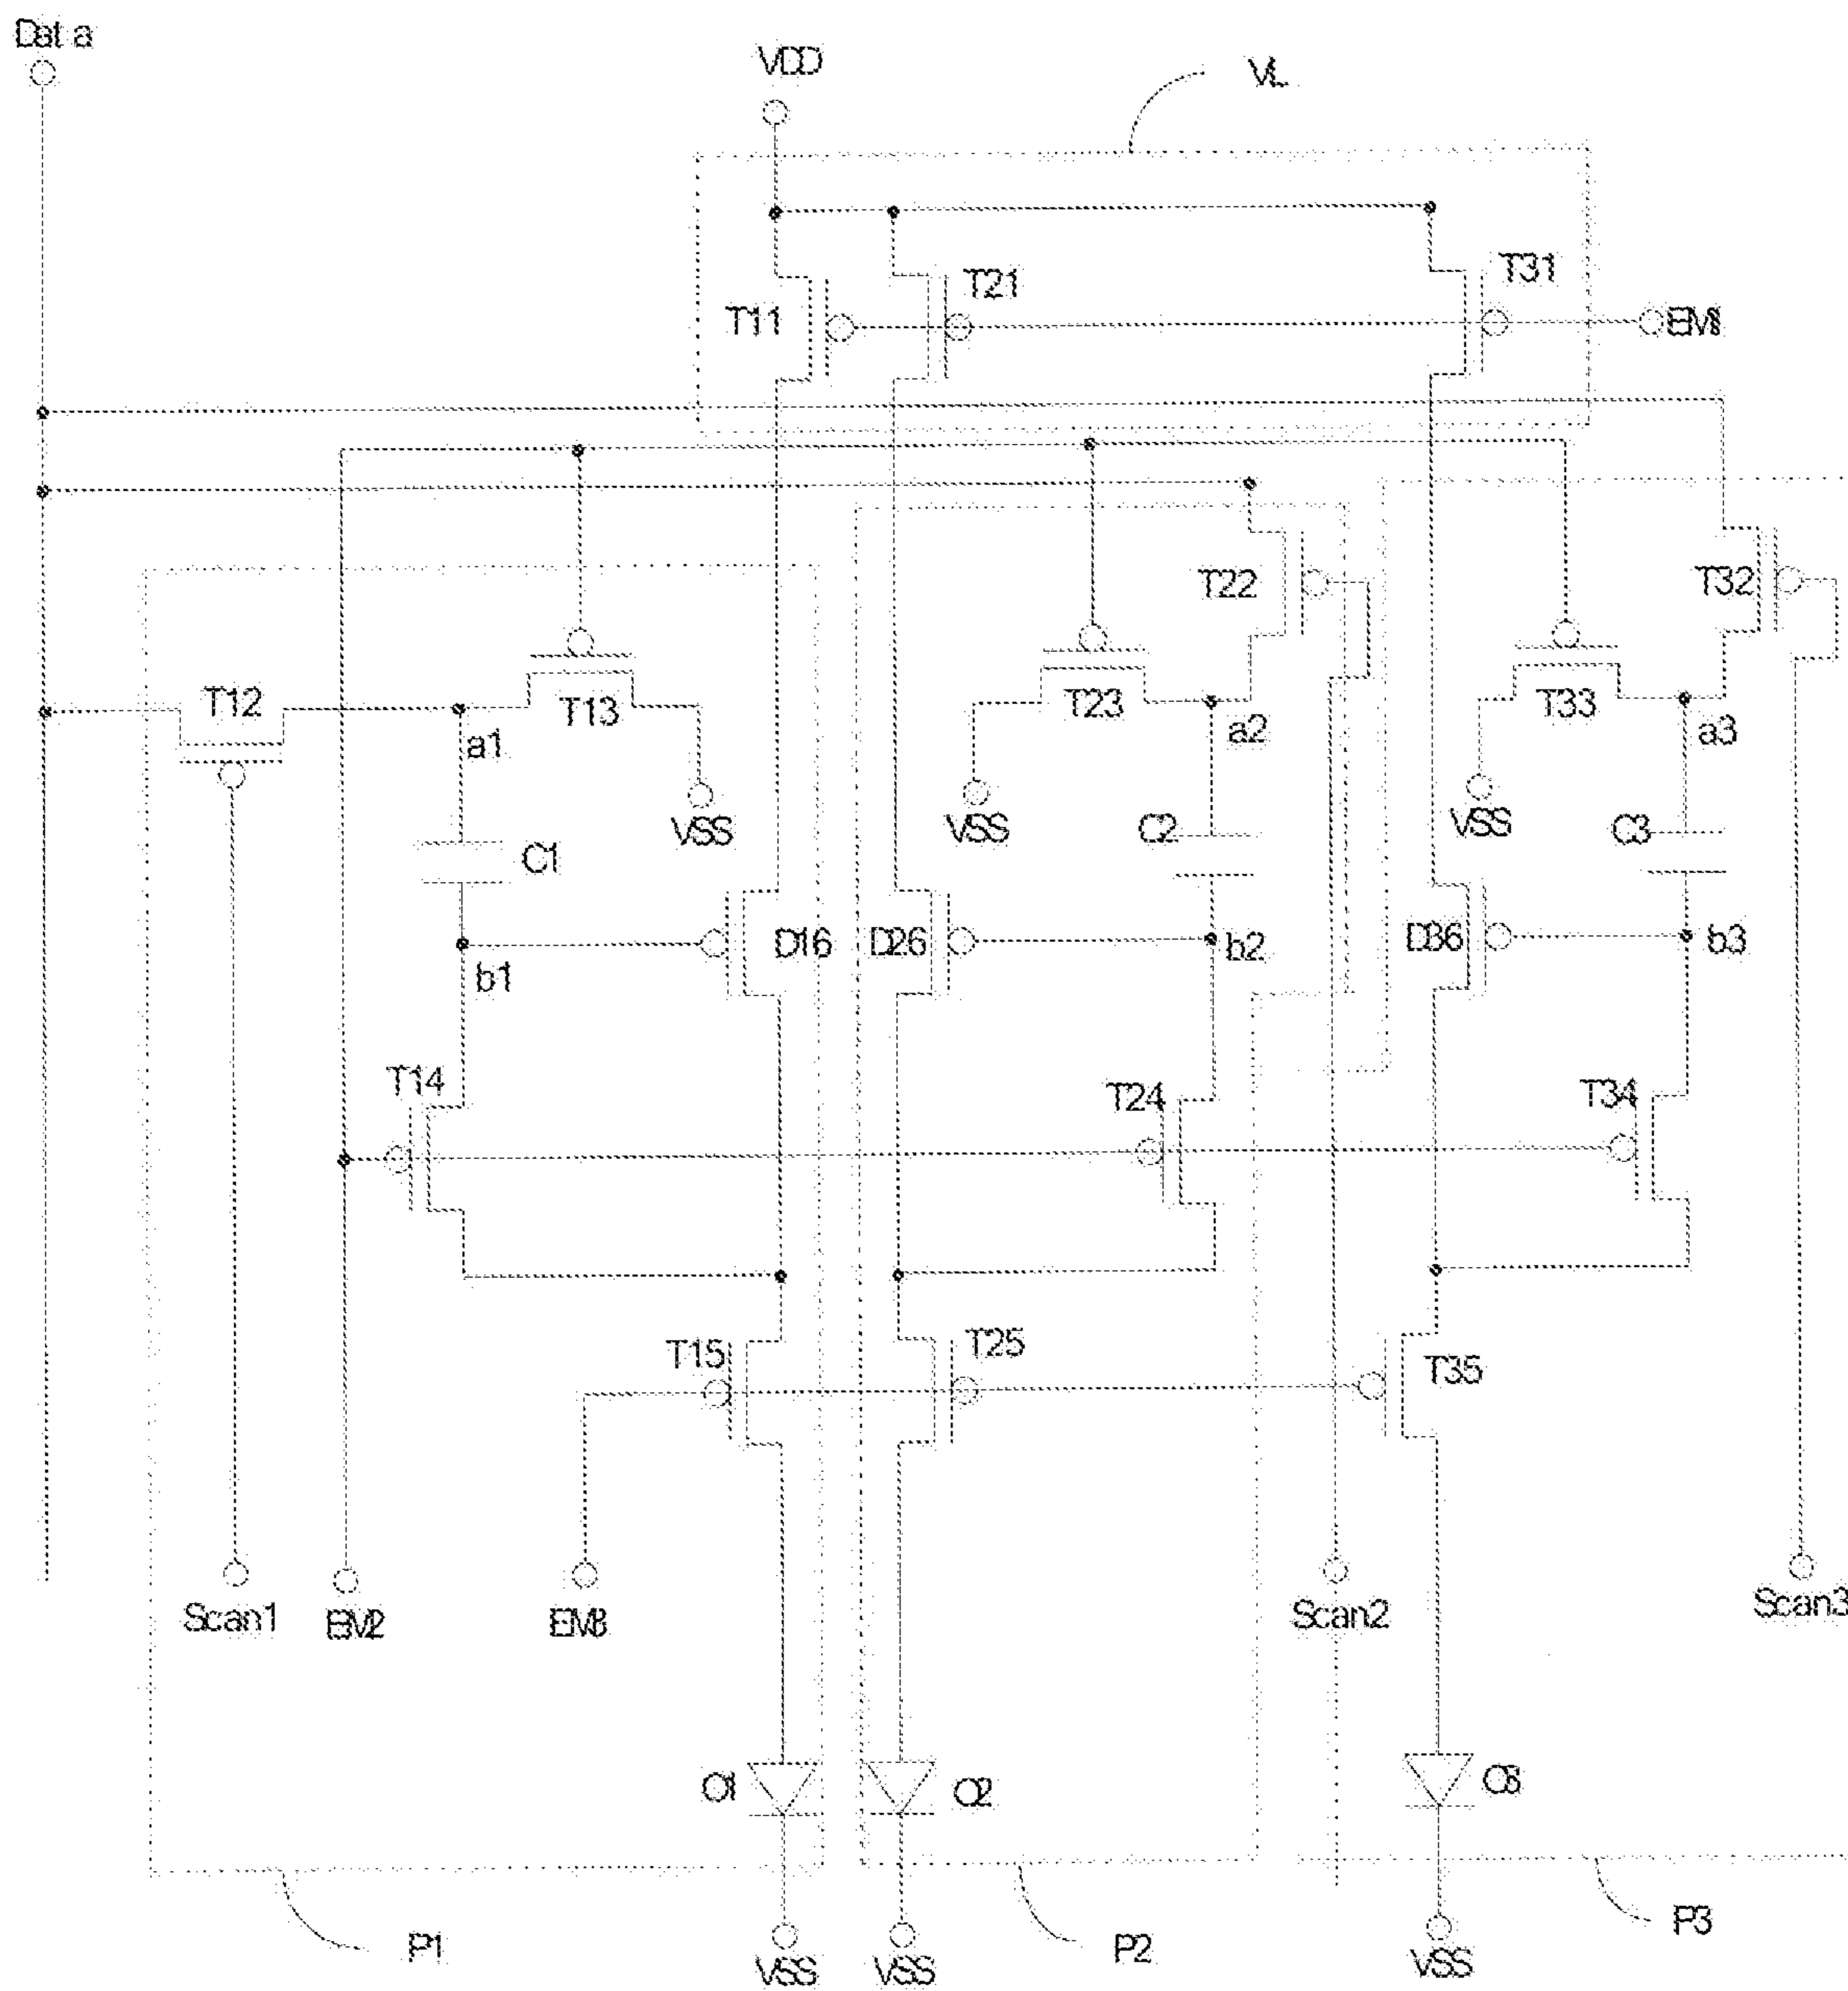 Data
VDD
VL
T11
T21
T31
EM1
T12
T13
T22
T23
T32
T33
a1
a2
a3
VSS
VSS
VSS
C1
C2
C3
D16
D26
D36
b1
b2
b3
T14
T24
T34
T15
T25
T35
Scan1
EM2
EM3
Scan2
Scan3
O1
O2
O3
P1
P2
P3
VSS
VSS
VSS